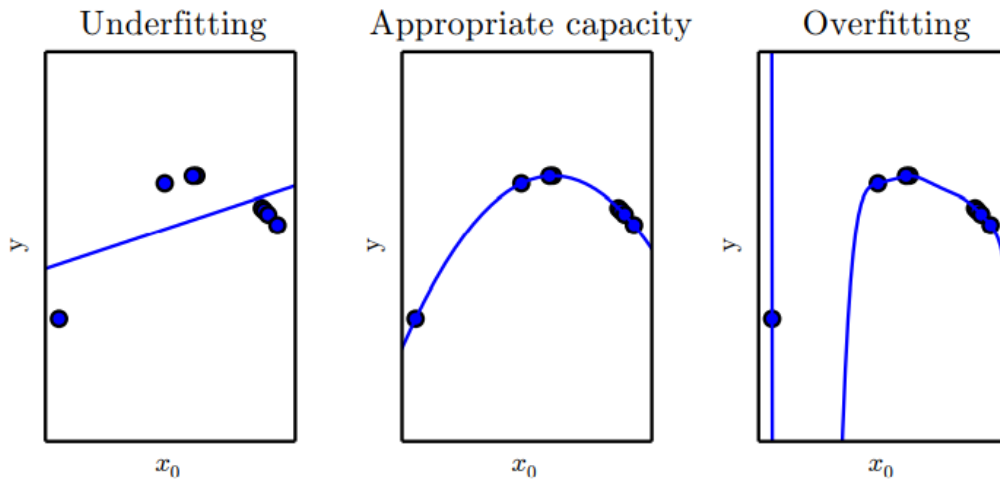 Underfitting
Appropriate capacity
Overfitting
y
y
y
x₀
x₀
x₀